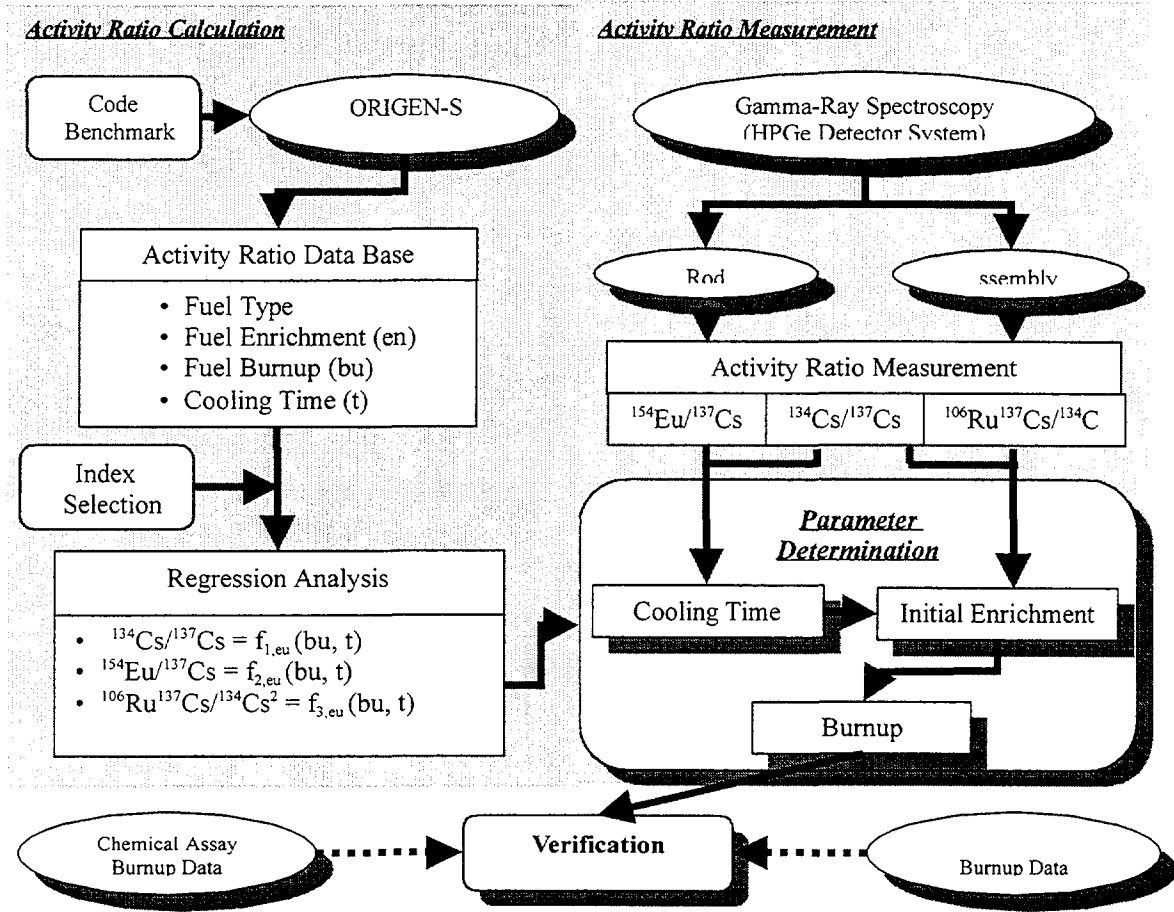 Activity Ratio Calculation
Code
Benchmark
ORIGEN-S
Activity Ratio Data Base
• Fuel Type
• Fuel Enrichment (en)
• Fuel Burnup (bu)
• Cooling Time (t)
Index
Selection
Regression Analysis
• ¹³⁴Cs/¹³⁷Cs = f₁,ₑᵤ (bu, t)
• ¹⁵⁴Eu/¹³⁷Cs = f₂,ₑᵤ (bu, t)
• ¹⁰⁶Ru¹³⁷Cs/¹³⁴Cs² = f₃,ₑᵤ (bu, t)
Activity Ratio Measurement
Gamma-Ray Spectroscopy
(HPGe Detector System)
Rod
ssembly
Activity Ratio Measurement
¹⁵⁴Eu/¹³⁷Cs ¹³⁴Cs/¹³⁷Cs ¹⁰⁶Ru¹³⁷Cs/¹³⁴C
Parameter
Determination
Cooling Time
Initial Enrichment
Burnup
Chemical Assay
Burnup Data
Verification
Burnup Data